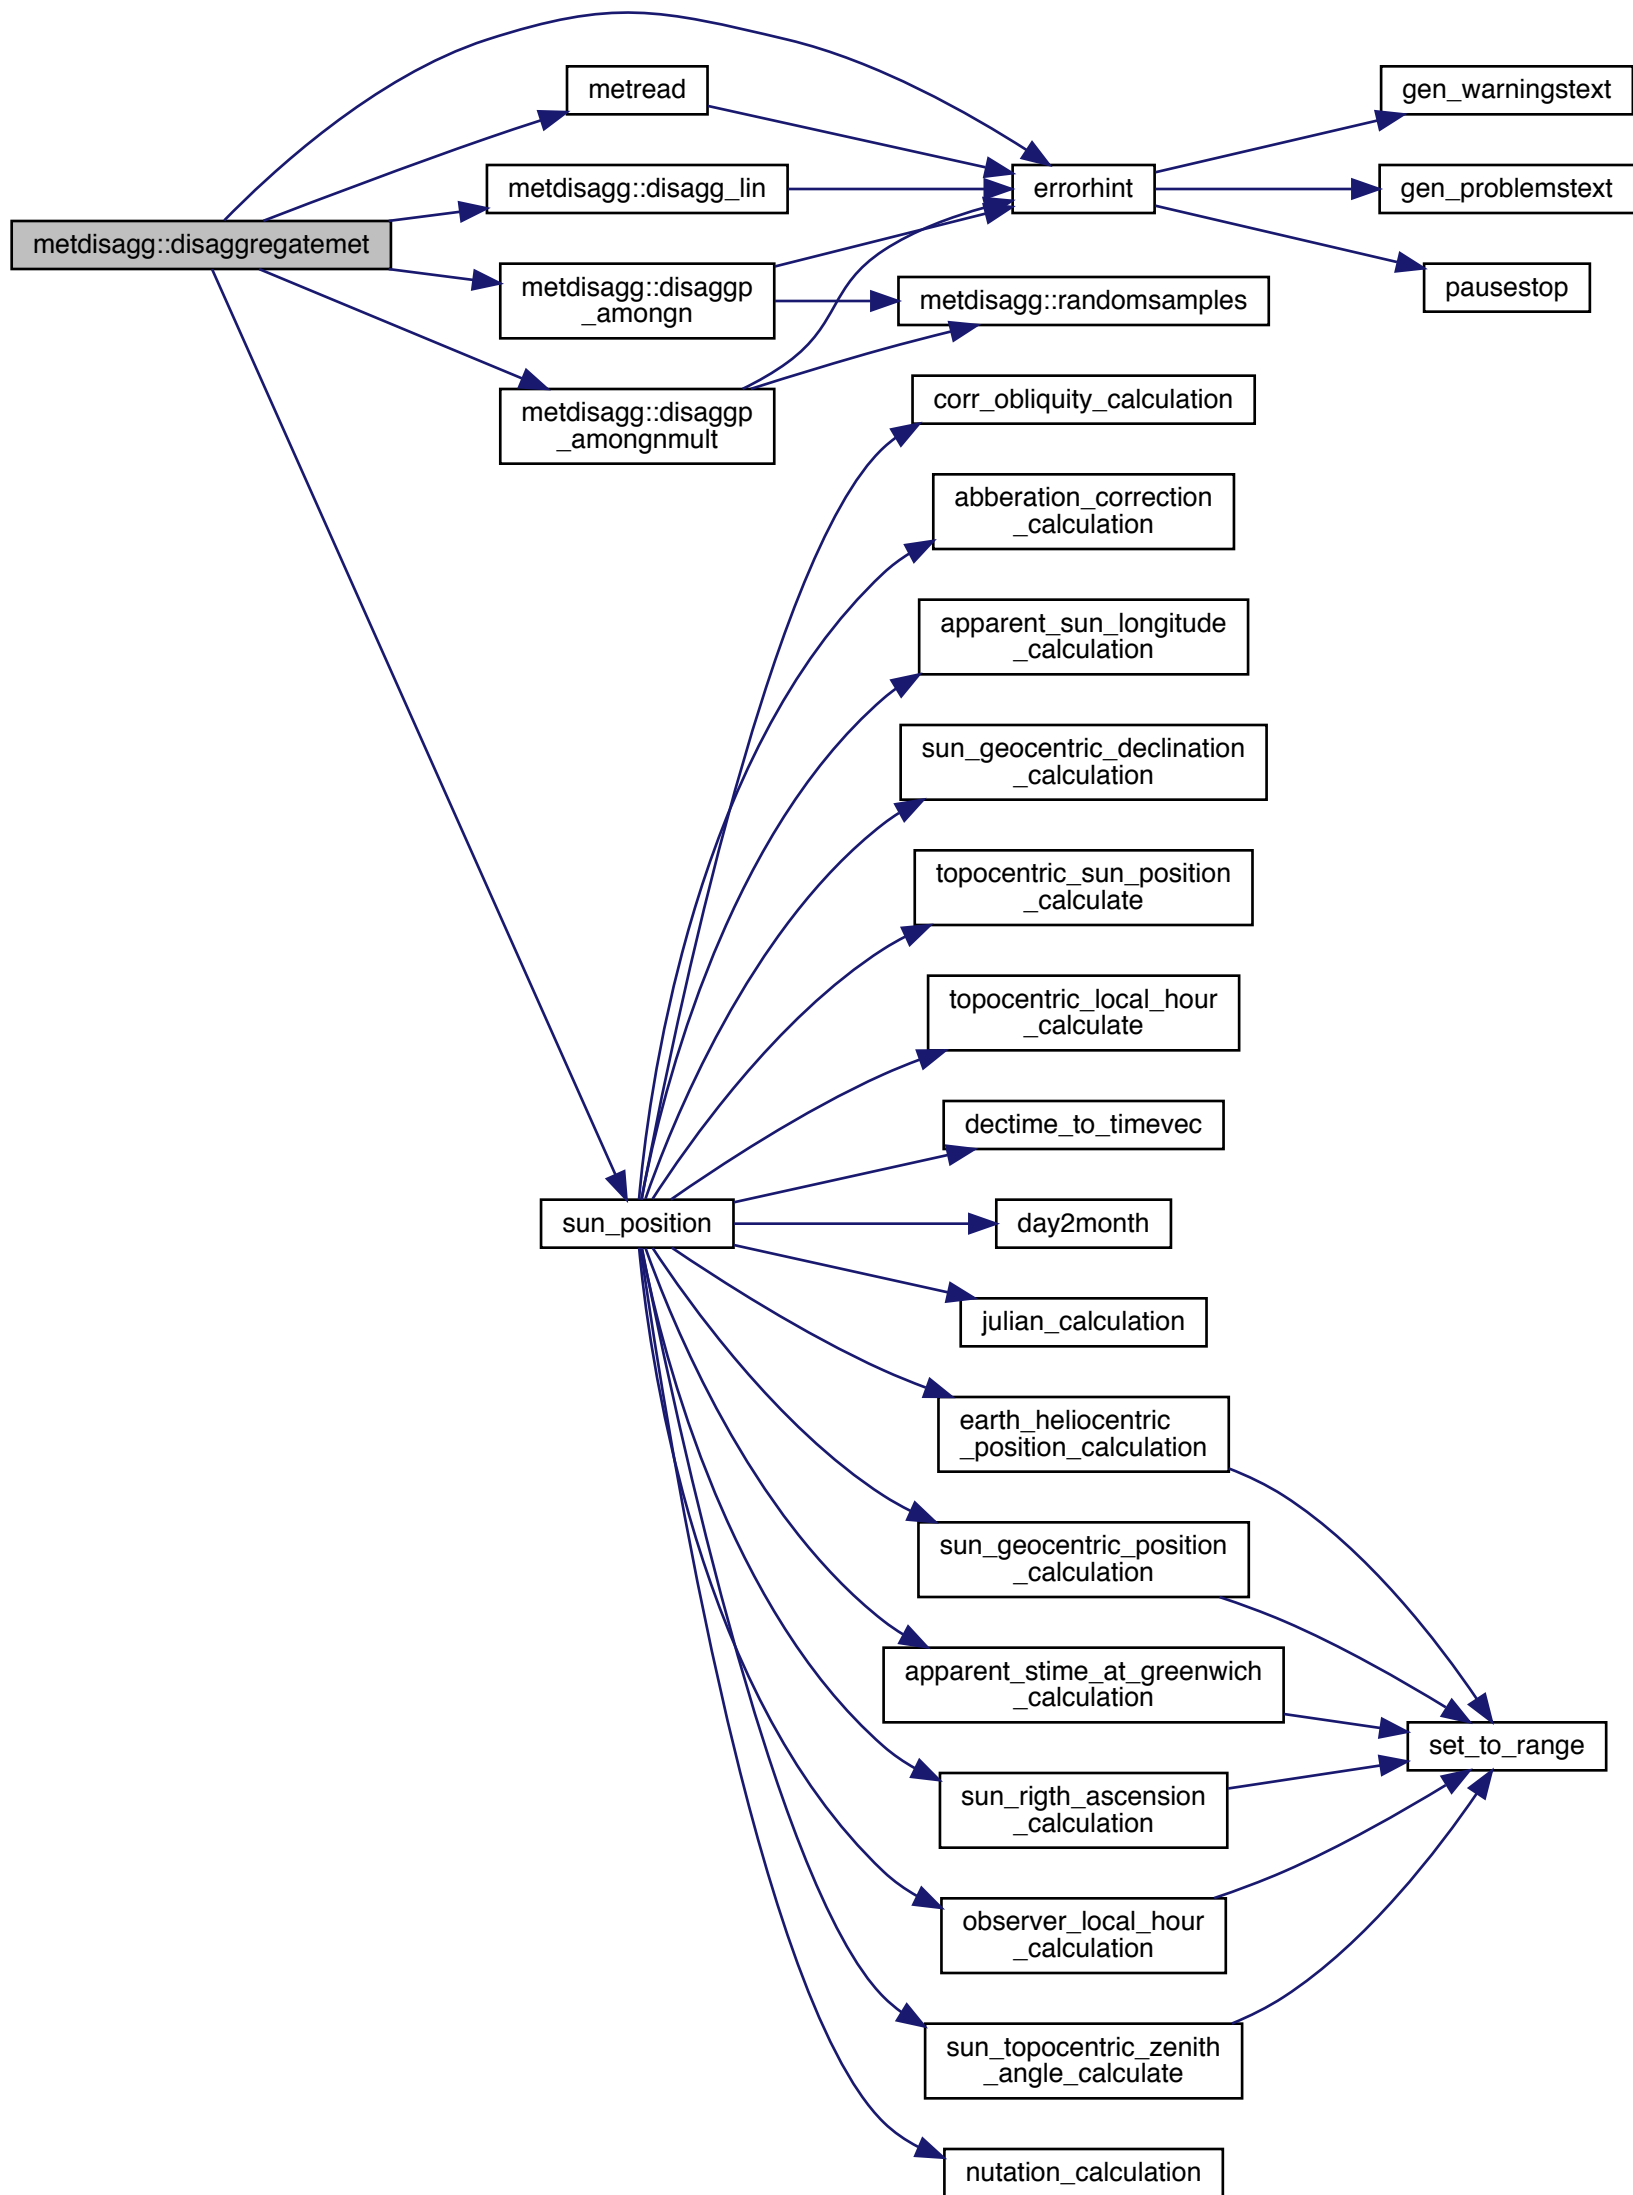 metdisagg::disaggregatemet
metread
metdisagg::disagg_lin
metdisagg::disaggp
_amongn
metdisagg::disaggp
_amongnmult
sun_position
errorhint
metdisagg::randomsamples
corr_obliquity_calculation
abberation_correction
_calculation
apparent_sun_longitude
_calculation
sun_geocentric_declination
_calculation
topocentric_sun_position
_calculate
topocentric_local_hour
_calculate
dectime_to_timevec
day2month
julian_calculation
earth_heliocentric
_position_calculation
sun_geocentric_position
_calculation
apparent_stime_at_greenwich
_calculation
sun_rigth_ascension
_calculation
observer_local_hour
_calculation
sun_topocentric_zenith
_angle_calculate
nutation_calculation
gen_warningstext
gen_problemstext
pausestop
set_to_range